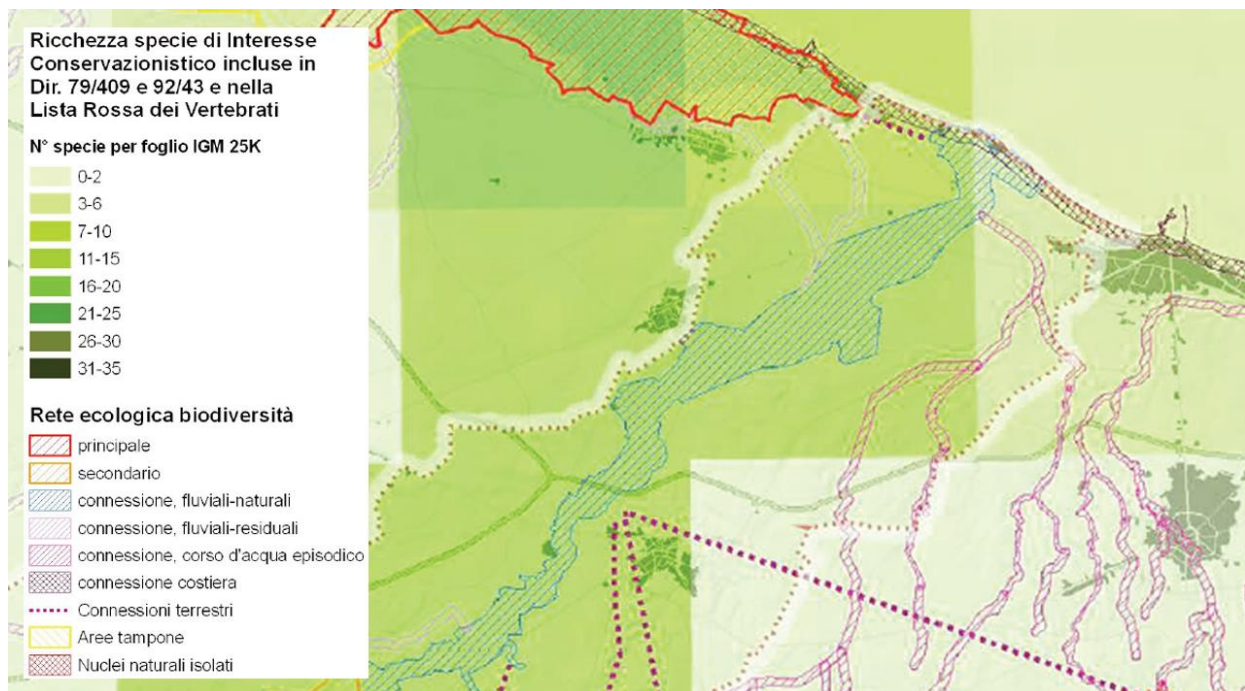 Ricchezza specie di Interesse
Conservazionistico incluse in
Dir. 79/409 e 92/43 e nella
Lista Rossa dei Vertebrati
N° specie per foglio IGM 25K
0-2
3-6
7-10
11-15
16-20
21-25
26-30
31-35
Rete ecologica biodiversità
principale
secondario
connessione, fluviali-naturali
connessione, fluviali-residuali
connessione, corso d'acqua episodico
connessione costiera
Connessioni terrestri
Aree tampone
Nuclei naturali isolati